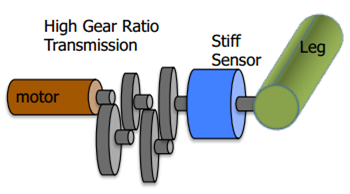 High Gear Ratio
Transmission
Stiff
Sensor
Leg
motor